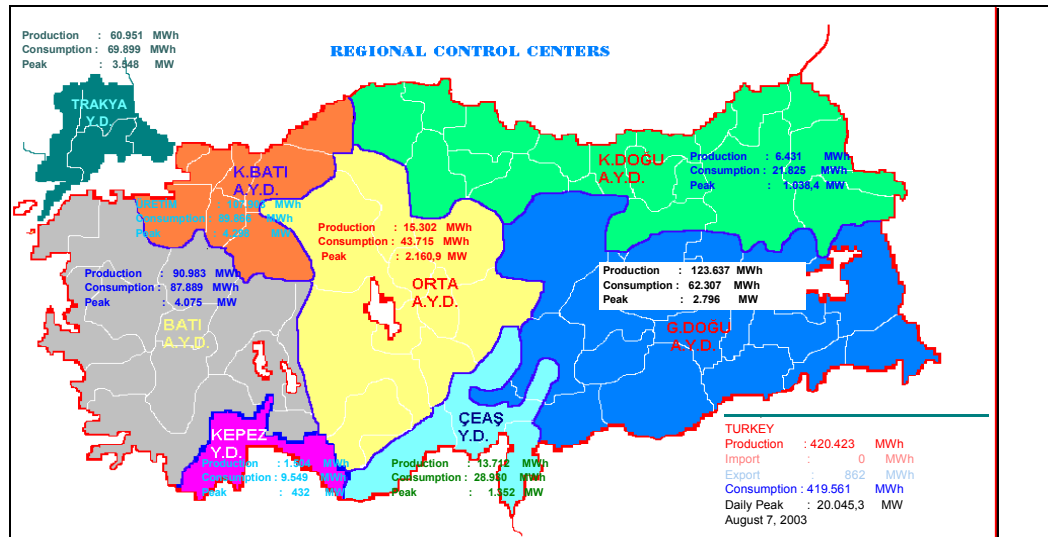 REGIONAL CONTROL CENTERS
Production : 60.951 MWh
Consumption : 69.899 MWh
Peak : 3.548 MW
TRAKYA
Y.D.
K.BATI
A.Y.D.
Consumption : MWh
Peak : MW
K.DOĞU
A.Y.D.
Production : 6.431 MWh
Consumption : 21.825 MWh
Peak : 1.038,4 MW
Production : 15.302 MWh
Consumption : 43.715 MWh
Peak : 2.160,9 MW
ORTA
A.Y.D.
Production : 90.983 MWh
Consumption : 87.889 MWh
Peak : 4.075 MW
BATI
A.Y.D.
Production : 123.637 MWh
Consumption : 62.307 MWh
Peak : 2.796 MW
G.DOĞU
A.Y.D.
KEPEZ
Y.D.
Production : MWh
Consumption : 9.549 MWh
Peak : 432 MW
ÇEAŞ
Y.D.
Production : 13.712 MWh
Consumption : MWh
Peak : 1.352 MW
TURKEY
Production : 420.423 MWh
Import : 0 MWh
Export : 862 MWh
Consumption : 419.561 MWh
Daily Peak : 20.045,3 MW
August 7, 2003